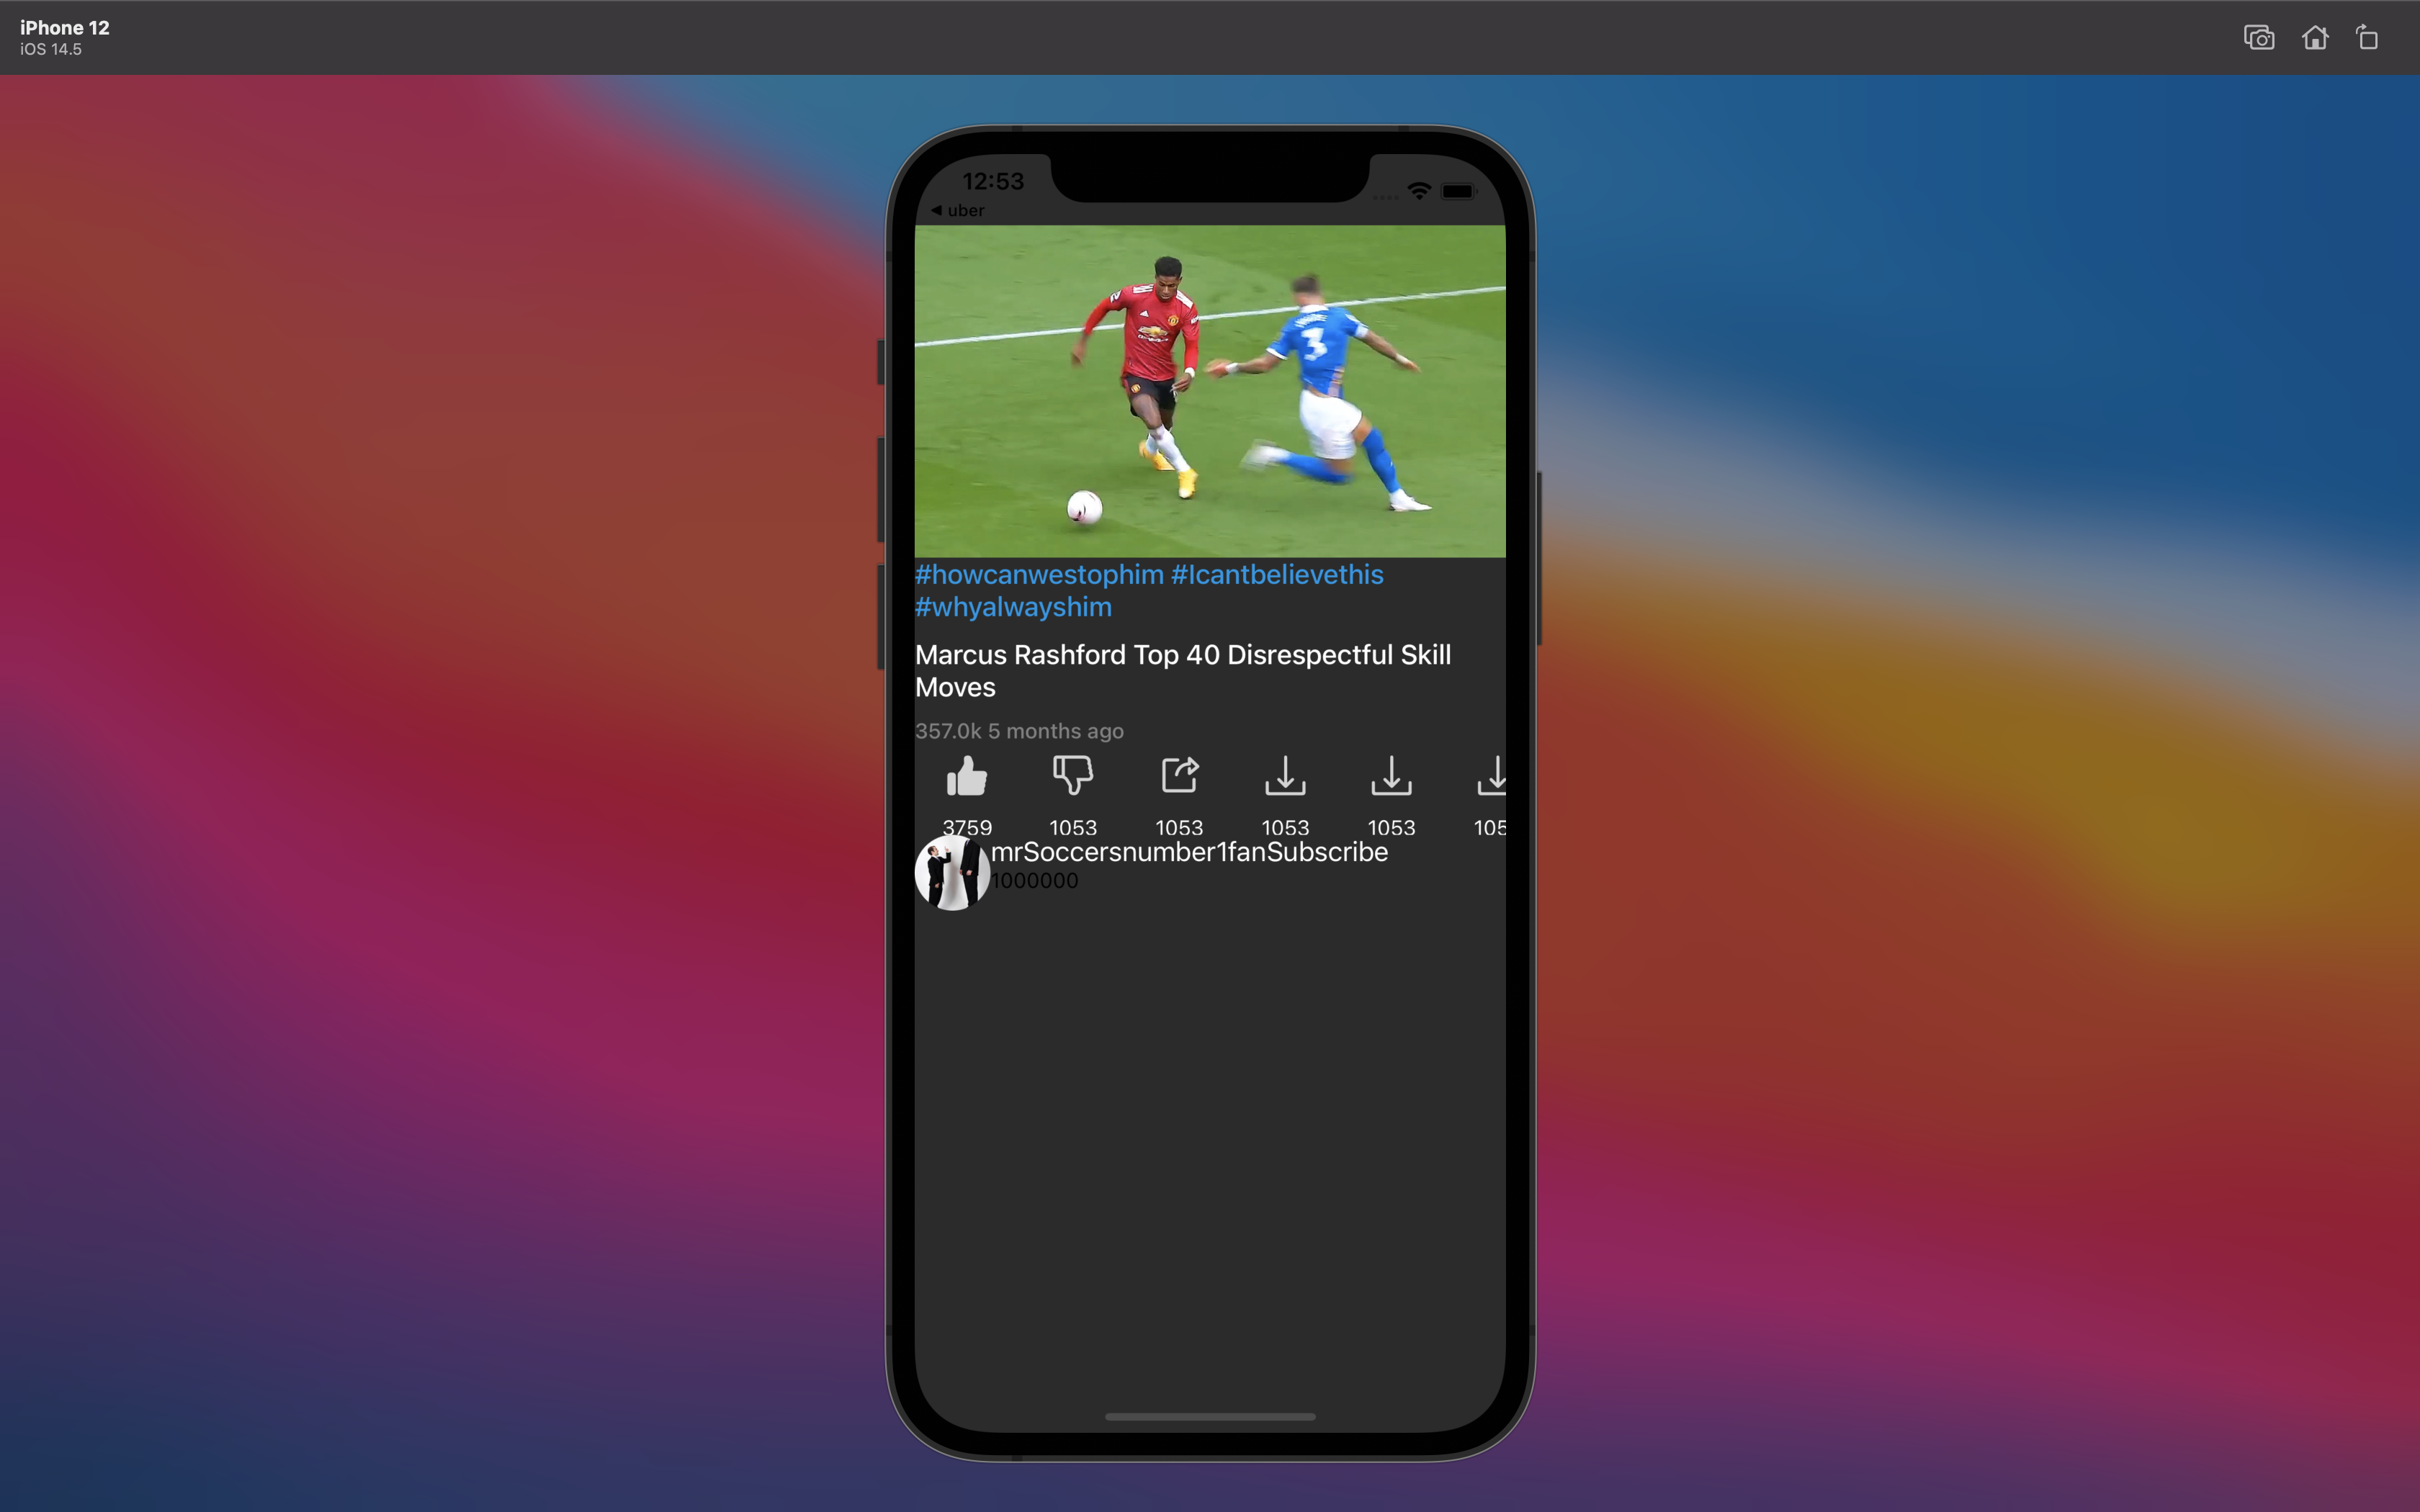 iPhone 12
iOS 14.5
12:53
◀ uber
3
#howcanwestophim #Icantbelievethis
#whyalwayshim
Marcus Rashford Top 40 Disrespectful Skill
Moves
357.0k 5 months ago
3759 1053 1053 1053 1053 105
mrSoccersnumber1fanSubscribe
1000000